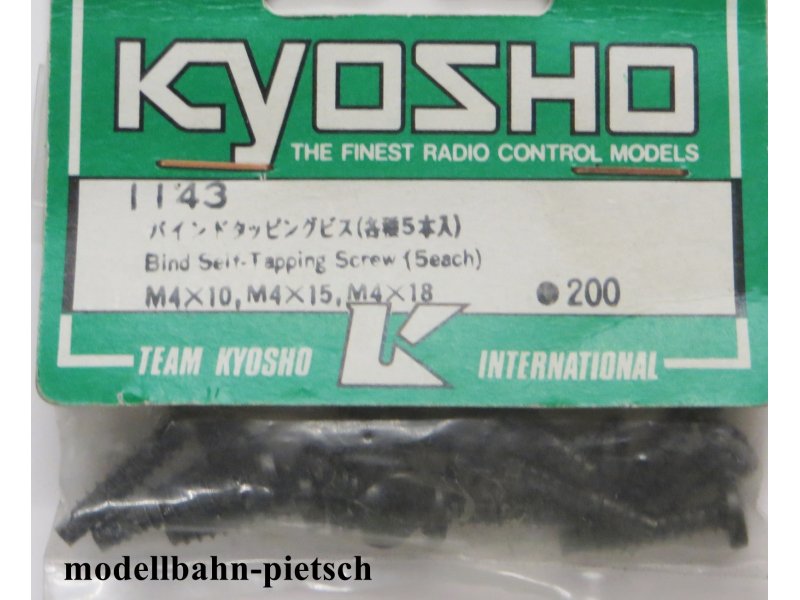 KYOSHO
THE FINEST RADIO CONTROL MODELS
1143
バインドタッピングビス(各種5本入)
Bind Self-Tapping Screw (5each)
M4×10, M4×15, M4×18 ●200
TEAM KYOSHO K INTERNATIONAL
modellbahn-pietsch